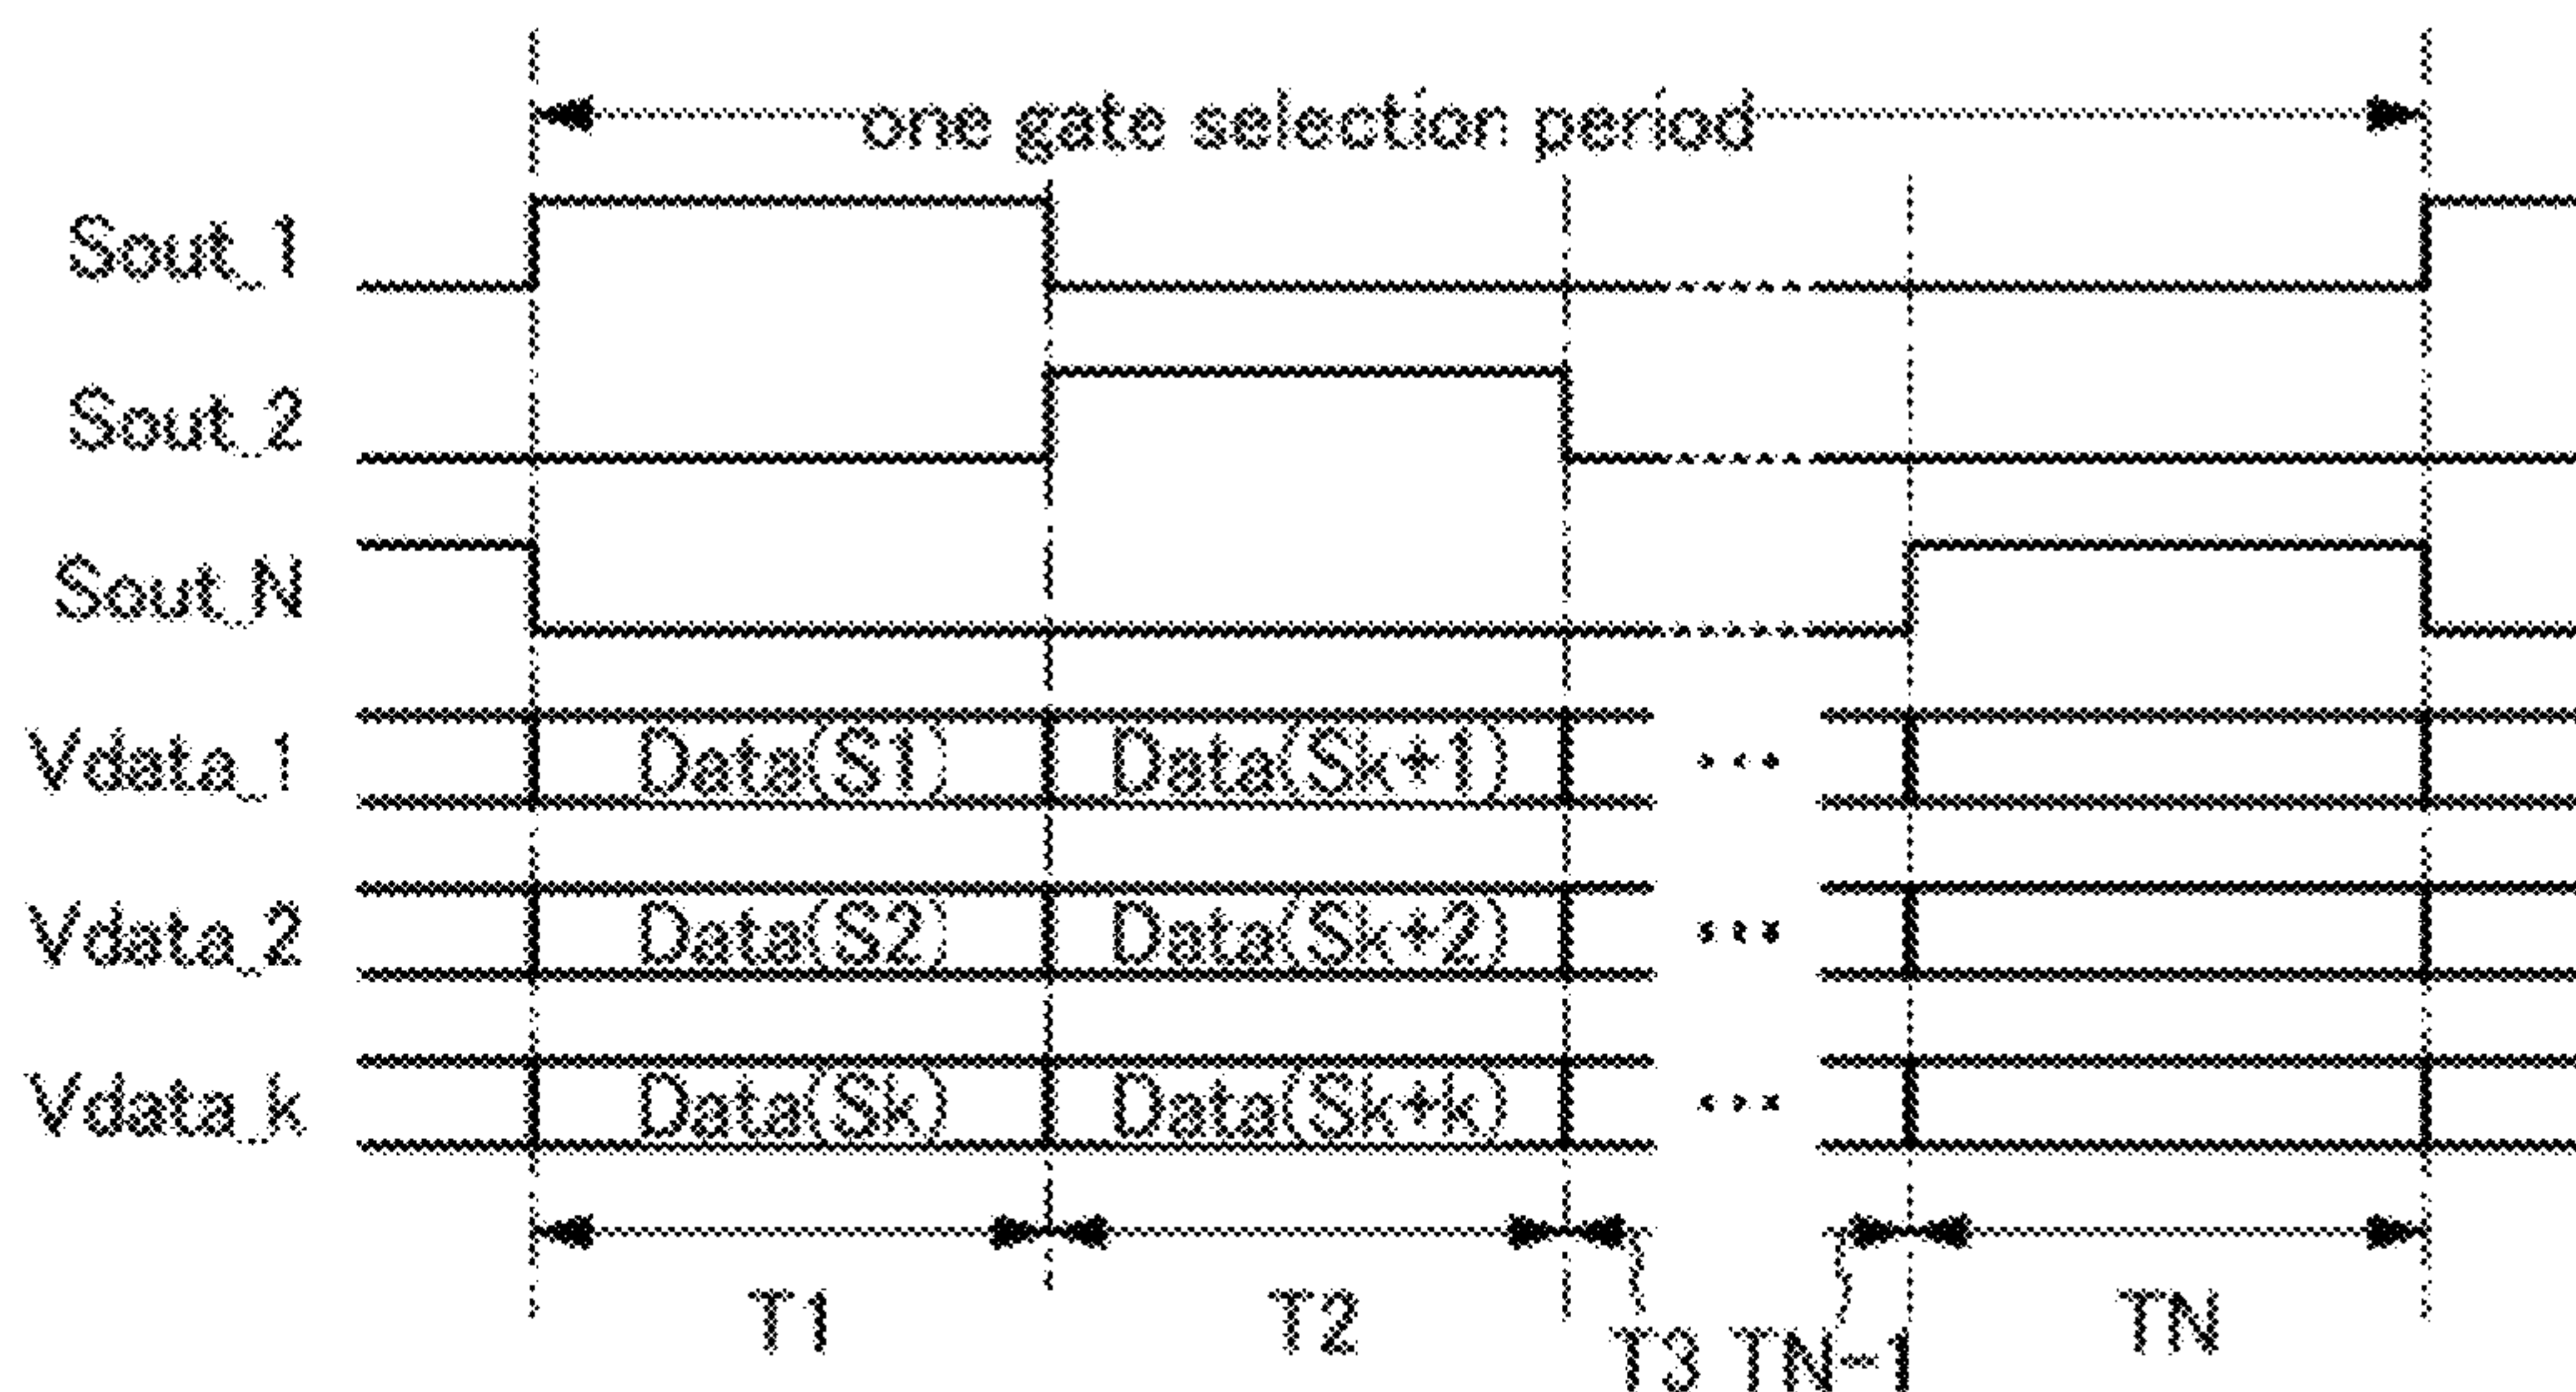 one gate selection period
Sout_1
Sout_2
Sout_N
Vdata_1 Data(S1) Data(Sk+1) ...
Vdata_2 Data(S2) Data(Sk+2) ...
Vdata_k Data(Sk) Data(Sk+k) ...
T1 T2 T3 TN-1 TN